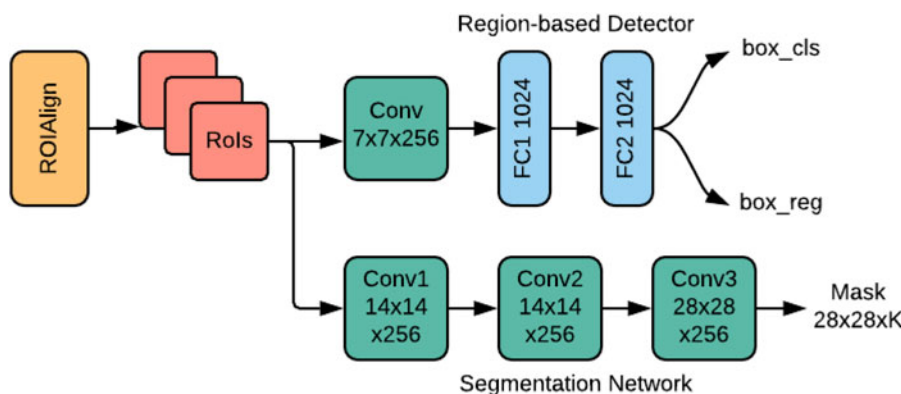 Region-based Detector
ROIAlign
RoIs
Conv
7x7x256
FC1 1024
FC2 1024
box_cls
box_reg
Conv1
14x14
x256
Conv2
14x14
x256
Conv3
28x28
x256
Mask
28x28xK
Segmentation Network